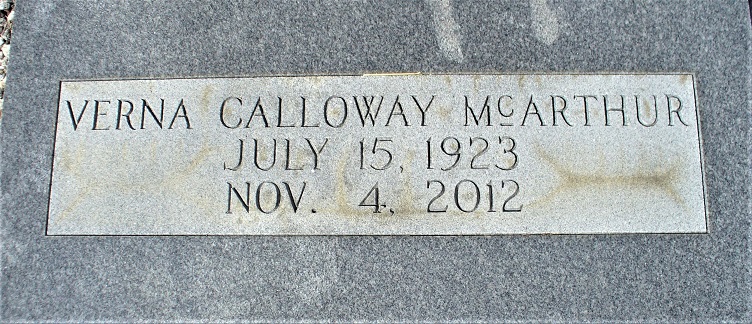 VERNA CALLOWAY McARTHUR
JULY 15, 1923
NOV. 4, 2012